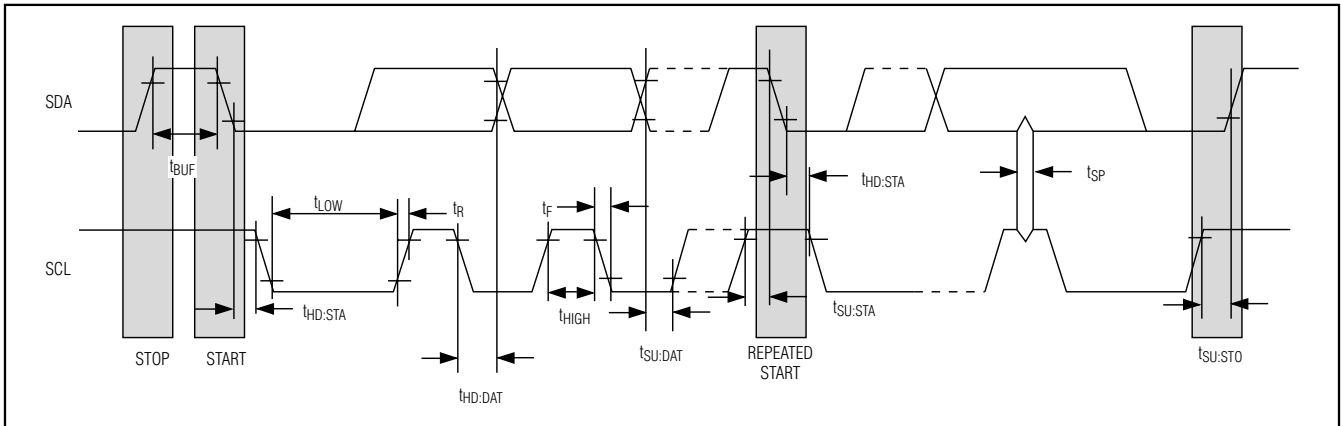 SDA
tBUF
tHD:STA
tSP
tLOW
tR
tF
SCL
tHD:STA
tHIGH
tSU:STA
tSU:DAT
STOP
START
REPEATED
START
tSU:STO
tHD:DAT